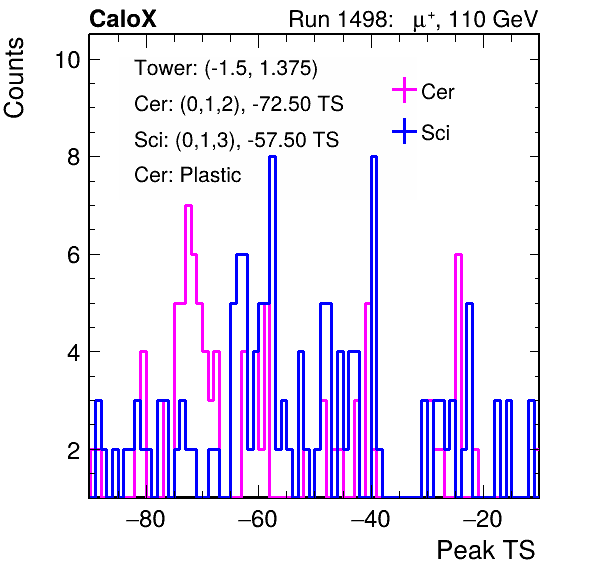 CaloX Run 1498: μ⁺, 110 GeV
Counts
Tower: (-1.5, 1.375)
Cer: (0,1,2), -72.50 TS
Sci: (0,1,3), -57.50 TS
Cer: Plastic
Cer
Sci
10
8
6
4
2
−80 −60 −40 −20
Peak TS